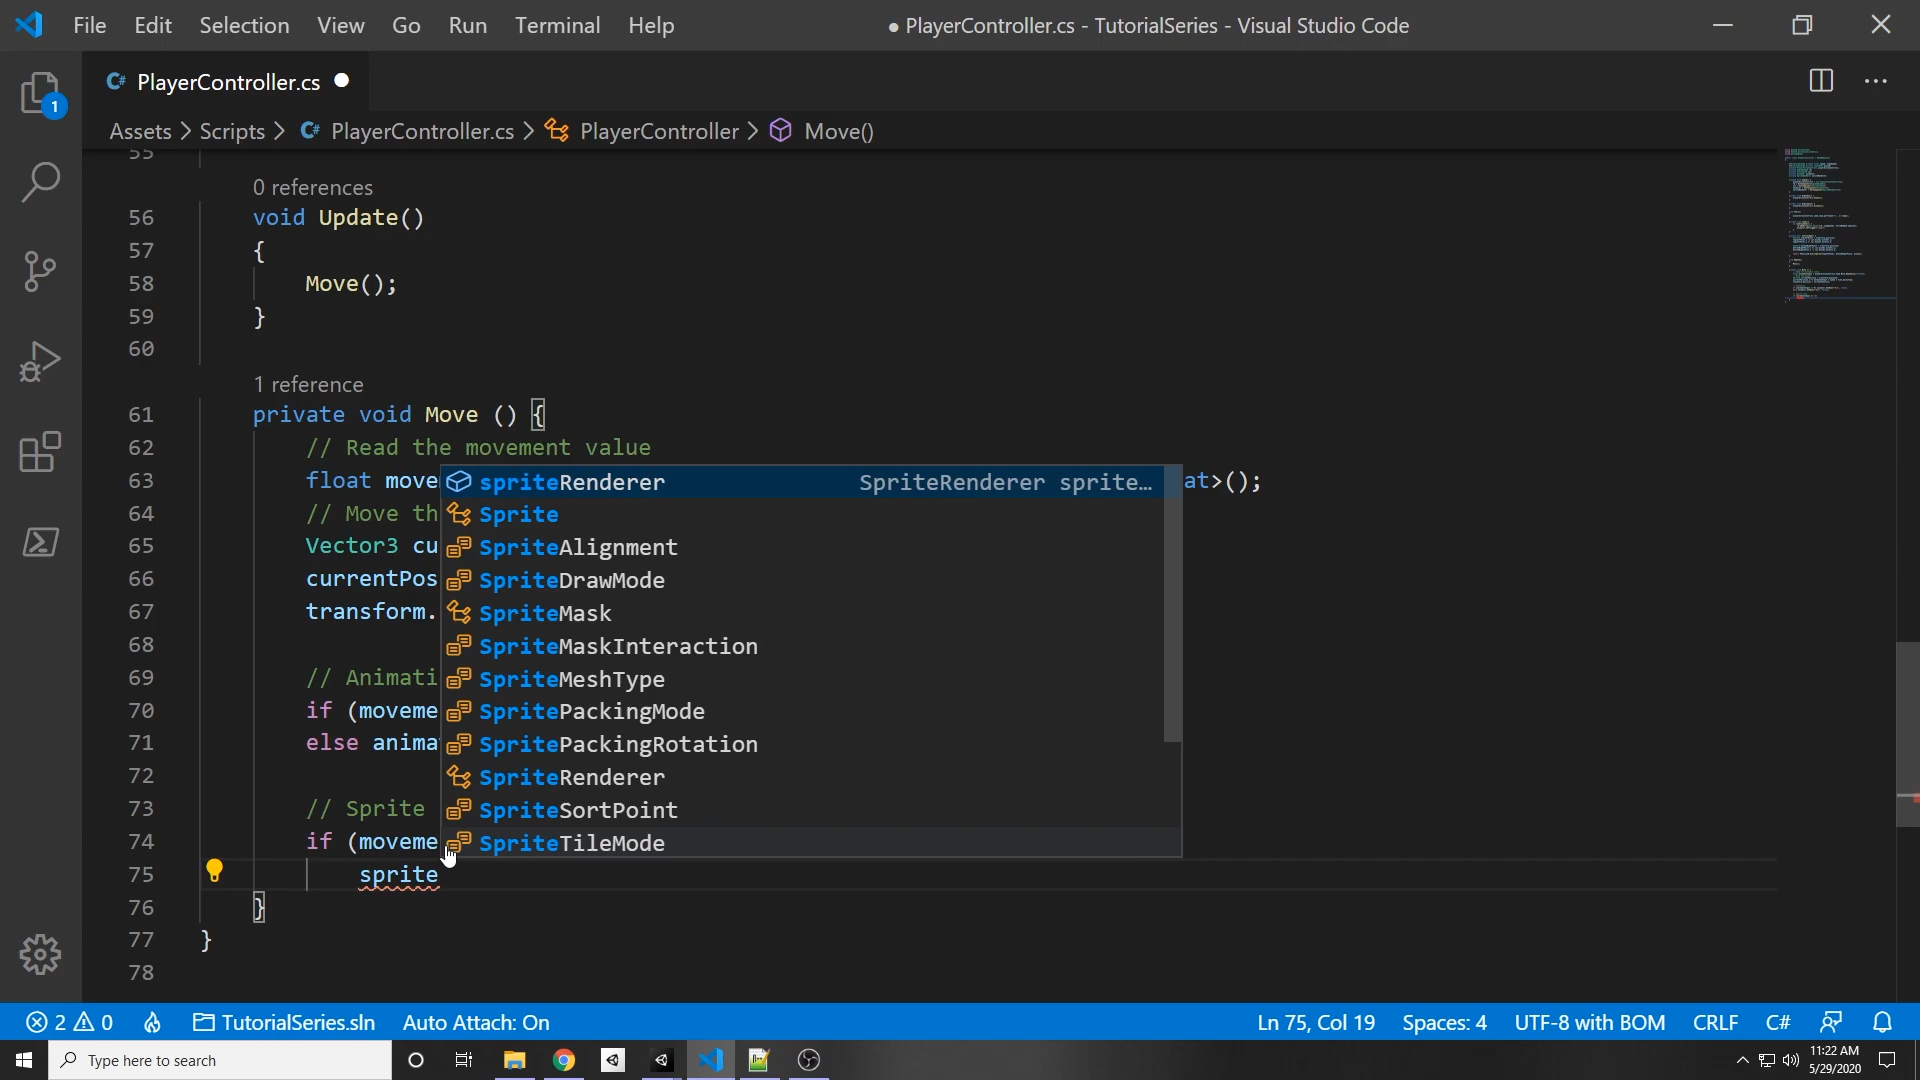 File Edit Selection View Go Run Terminal Help ● PlayerController.cs - TutorialSeries - Visual Studio Code
PlayerController.cs
Assets > Scripts > PlayerController.cs > PlayerController > Move()
55
0 references
56 void Update()
57 {
58 Move();
59 }
60
1 reference
61 private void Move () {
62 // Read the movement value
63 float move at>();
spriteRenderer SpriteRenderer sprite…
64 // Move th
Sprite
65 Vector3 cu
SpriteAlignment
66 currentPos
SpriteDrawMode
67 transform.
SpriteMask
68
SpriteMaskInteraction
69 // Animati
SpriteMeshType
70 if (moveme
SpritePackingMode
71 else anima
SpritePackingRotation
72
SpriteRenderer
73 // Sprite
SpriteSortPoint
74 if (moveme
SpriteTileMode
75 sprite
76 }
77 }
78
1
2 0 TutorialSeries.sln Auto Attach: On Ln 75, Col 19 Spaces: 4 UTF-8 with BOM CRLF C#
Type here to search
11:22 AM
5/29/2020